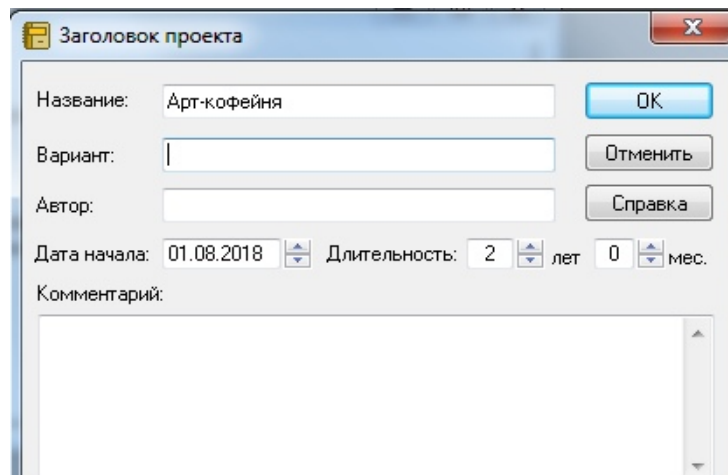 Заголовок проекта
Название: Арт-кофейня ОК
Вариант: Отменить
Автор: Справка
Дата начала: 01.08.2018 Длительность: 2 лет 0 мес.
Комментарий: